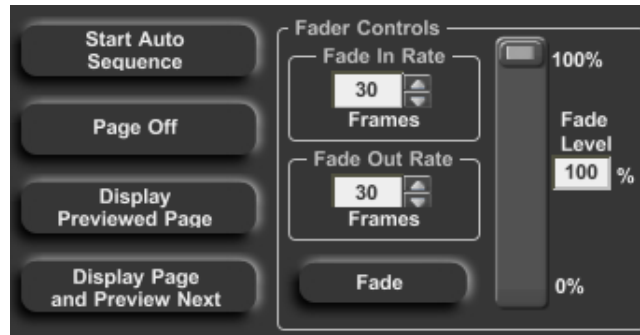 Start Auto
Sequence
Page Off
Display
Previewed Page
Display Page
and Preview Next
Fader Controls
Fade In Rate
30
Frames
Fade Out Rate
30
Frames
Fade
100%
Fade
Level
100 %
0%